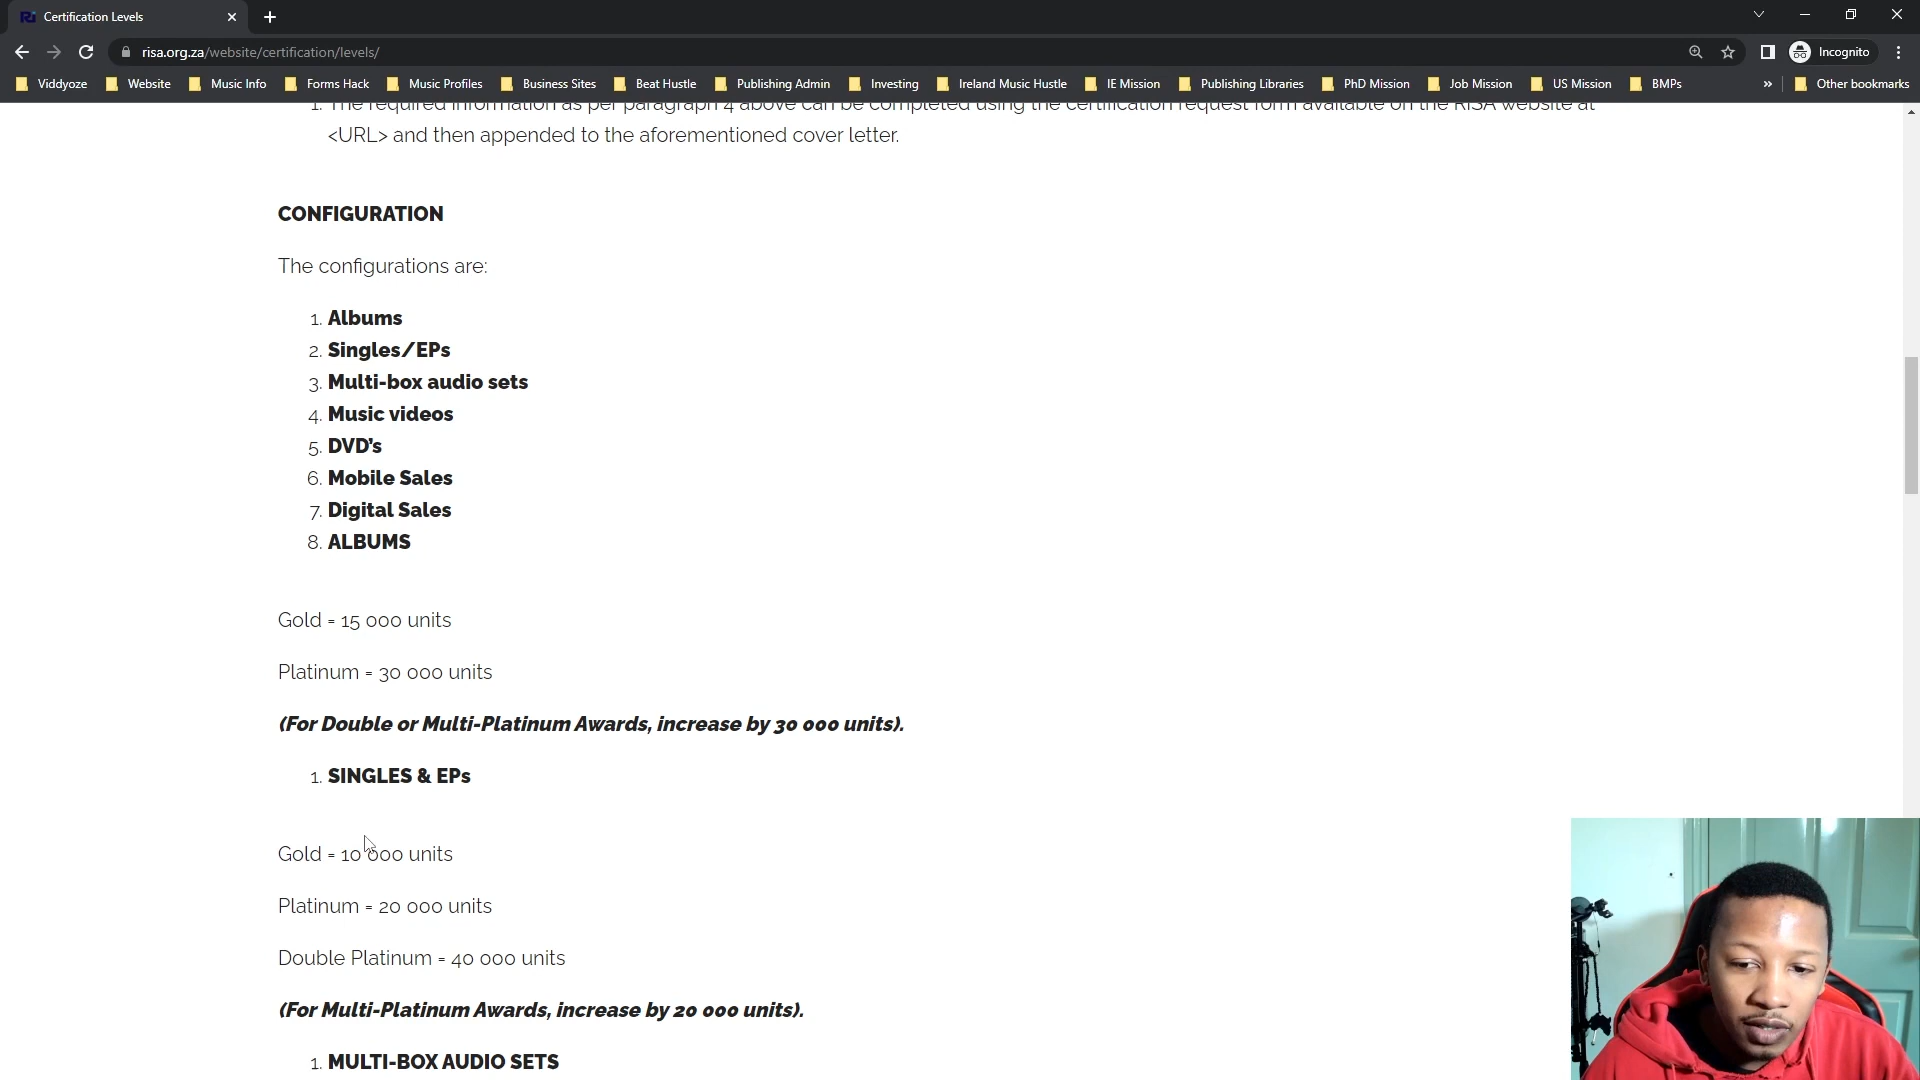 Certification Levels
risa.org.za/website/certification/levels/
Incognito
Viddyoze Website Music Info Forms Hack Music Profiles Business Sites Beat Hustle Publishing Admin Investing Ireland Music Hustle IE Mission Publishing Libraries PhD Mission Job Mission US Mission BMPs » Other bookmarks
1. The required information as per paragraph 4 above can be completed using the certification request form available on the RISA website at
<URL> and then appended to the aforementioned cover letter.
CONFIGURATION
The configurations are:
1. Albums
2. Singles/EPs
3. Multi-box audio sets
4. Music videos
5. DVD's
6. Mobile Sales
7. Digital Sales
8. ALBUMS
Gold = 15 000 units
Platinum = 30 000 units
(For Double or Multi-Platinum Awards, increase by 30 000 units).
1. SINGLES & EPs
Gold = 10 000 units
Platinum = 20 000 units
Double Platinum = 40 000 units
(For Multi-Platinum Awards, increase by 20 000 units).
1. MULTI-BOX AUDIO SETS